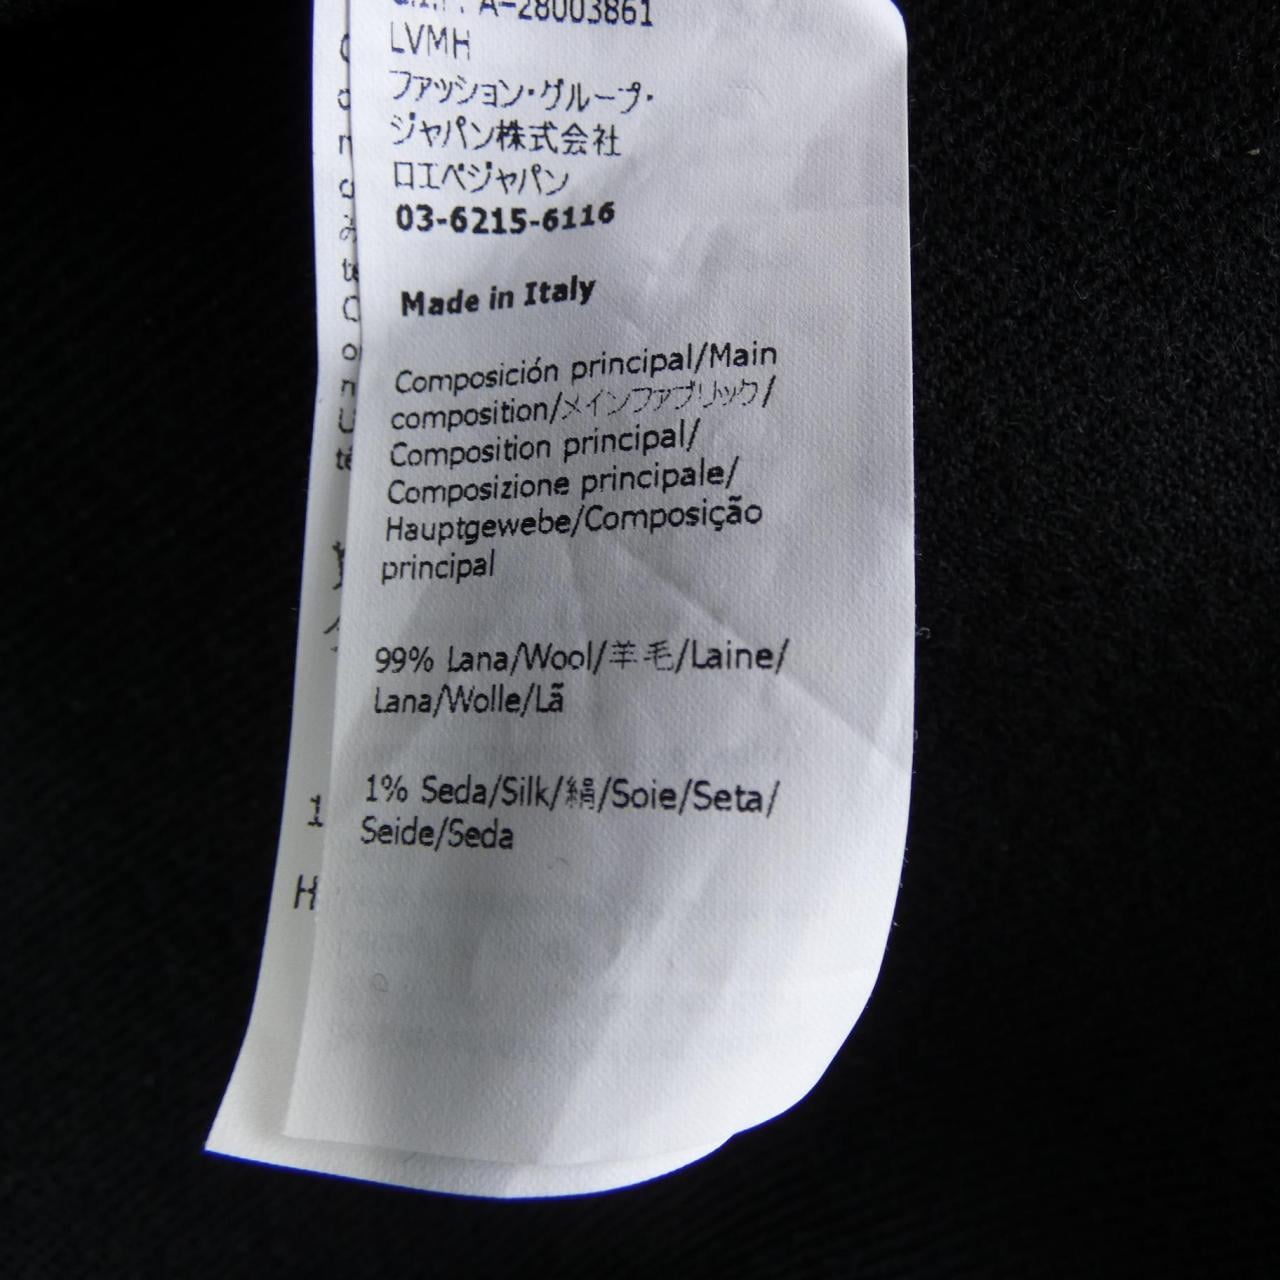 A-28003861
LVMH
ファッション・グループ・
ジャパン株式会社
ロエベジャパン
03-6215-6116
Made in Italy
Composición principal/Main
composition/メインファブリック/
Composition principal/
Composizione principale/
Hauptgewebe/Composição
principal
99% Lana/Wool/羊毛/Laine/
Lana/Wolle/Lã
1% Seda/Silk/絹/Soie/Seta/
Seide/Seda